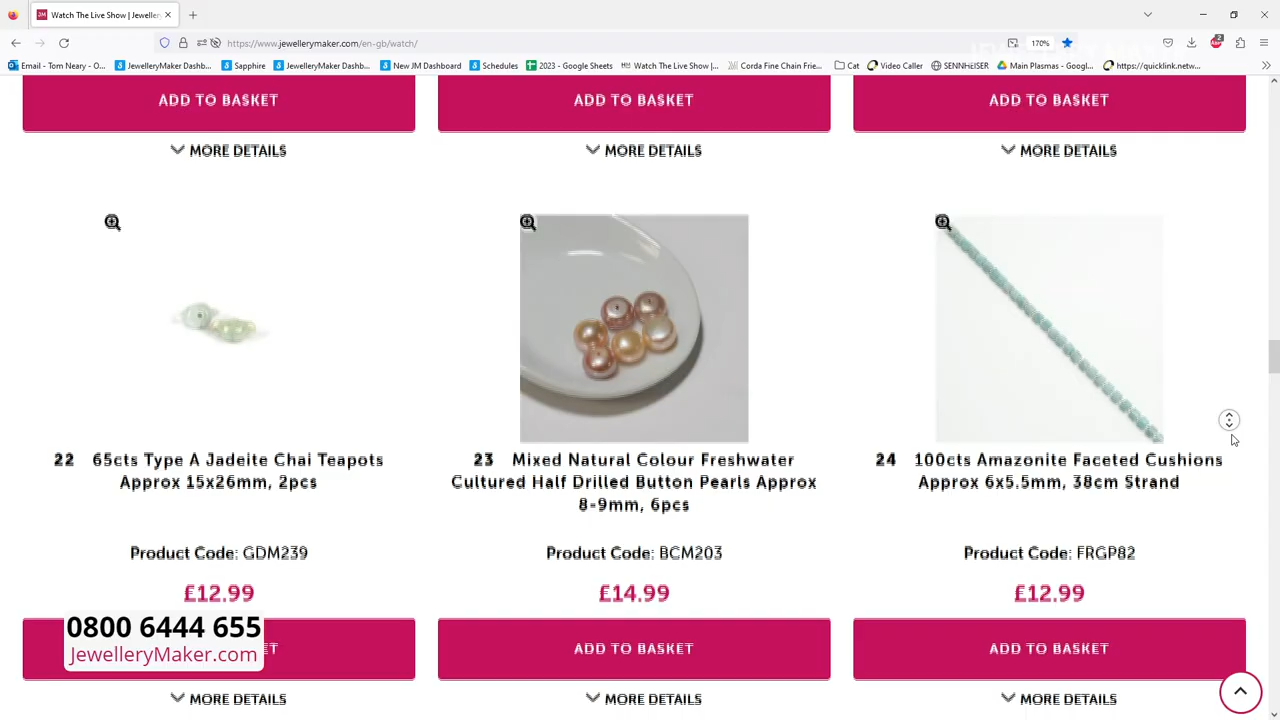 Watch The Live Show | Jeweller
https://www.jewellerymaker.com/en-gb/watch/
170%
2
Email - Tom Neary - O...
JewelleryMaker Dashb...
Sapphire
JewelleryMaker Dashb...
New JM Dashboard
Schedules
2023 - Google Sheets
Watch The Live Show |...
Corda Fine Chain Frie...
Cat
Video Caller
SENNHEISER
Main Plasmas - Googl...
https://quicklink.netw...
ADD TO BASKET
ADD TO BASKET
ADD TO BASKET
MORE DETAILS
MORE DETAILS
MORE DETAILS
22 65cts Type A Jadeite Chai Teapots
Approx 15x26mm, 2pcs
Product Code: GDM239
£12.99
23 Mixed Natural Colour Freshwater
Cultured Half Drilled Button Pearls Approx
8-9mm, 6pcs
Product Code: BCM203
£14.99
24 100cts Amazonite Faceted Cushions
Approx 6x5.5mm, 38cm Strand
Product Code: FRGP82
£12.99
0800 6444 655
JewelleryMaker.com
ADD TO BASKET
ADD TO BASKET
MORE DETAILS
MORE DETAILS
MORE DETAILS